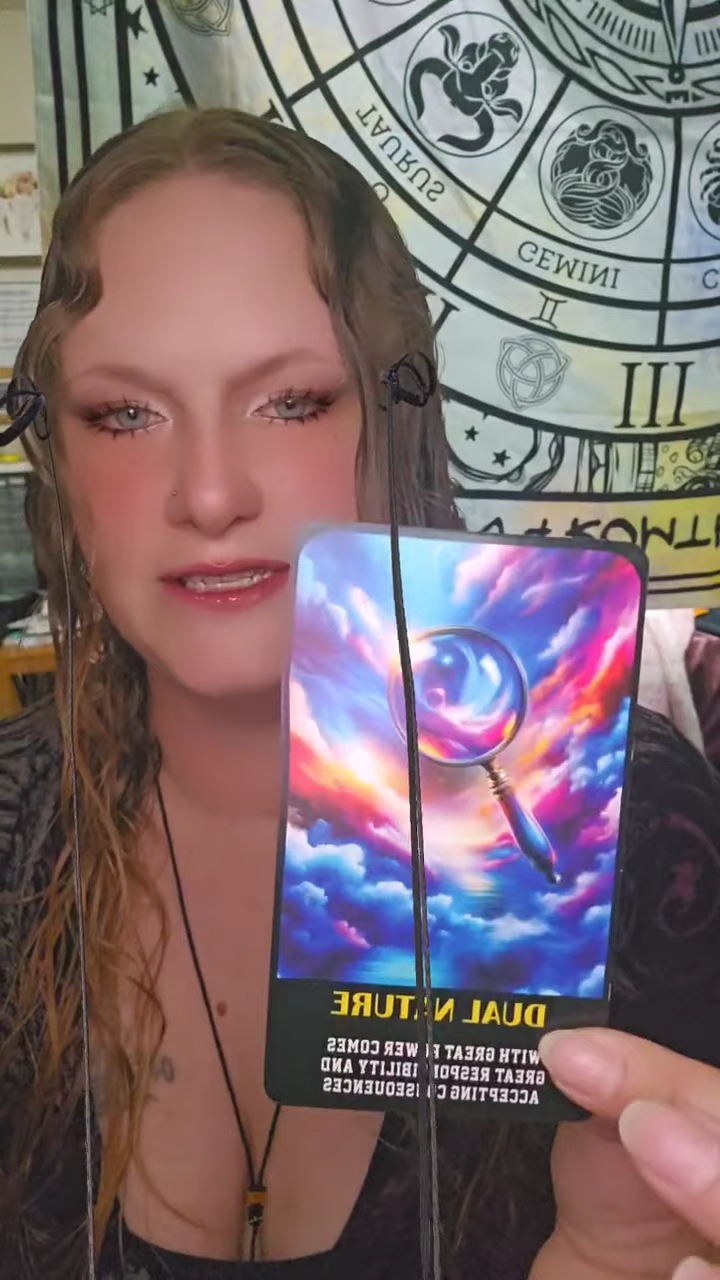 TAURUS
GEMINI
III
DUAL NATURE
WITH GREAT POWER COMES
GREAT RESPONSIBILITY AND
ACCEPTING CONSEQUENCES